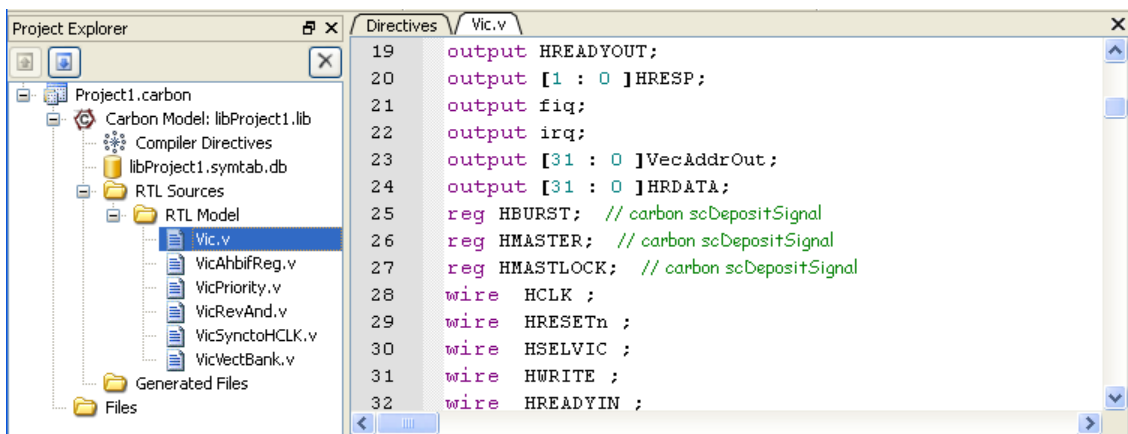 Project Explorer
Project1.carbon
Carbon Model: libProject1.lib
Compiler Directives
libProject1.symtab.db
RTL Sources
RTL Model
Vic.v
VicAhbifReg.v
VicPriority.v
VicRevAnd.v
VicSynctoHCLK.v
VicVectBank.v
Generated Files
Files
Directives Vic.v
19 output HREADYOUT;
20 output [1 : 0 ]HRESP;
21 output fiq;
22 output irq;
23 output [31 : 0 ]VecAddrOut;
24 output [31 : 0 ]HRDATA;
25 reg HBURST; // carbon scDepositSignal
26 reg HMASTER; // carbon scDepositSignal
27 reg HMASTLOCK; // carbon scDepositSignal
28 wire HCLK ;
29 wire HRESETn ;
30 wire HSELVIC ;
31 wire HWRITE ;
32 wire HREADYIN ;